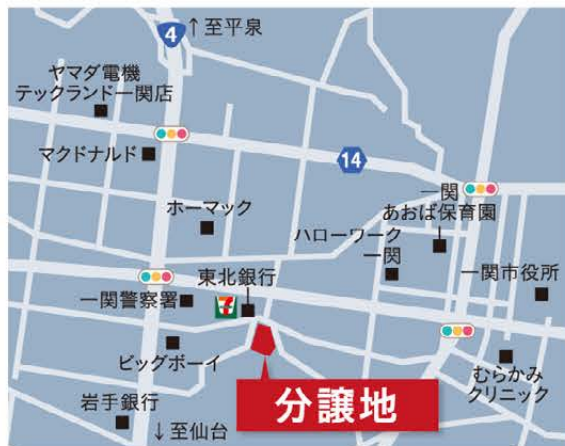 4
↑至平泉
ヤマダ電機
テックランド一関店
マクドナルド
14
ホーマック
一関
あおば保育園
ハローワーク
一関
一関市役所
東北銀行
一関警察署
7
ビッグボーイ
むらかみ
クリニック
分譲地
岩手銀行
↓至仙台